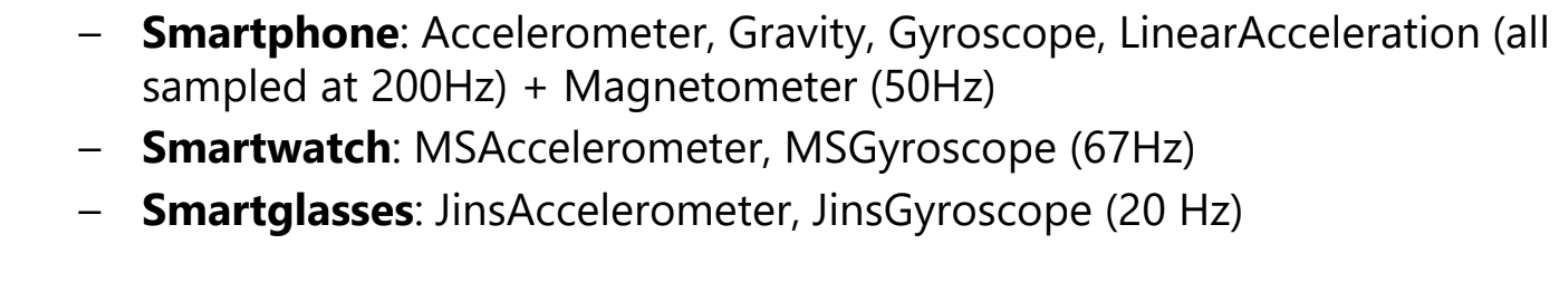 – Smartphone: Accelerometer, Gravity, Gyroscope, LinearAcceleration (all
sampled at 200Hz) + Magnetometer (50Hz)
– Smartwatch: MSAccelerometer, MSGyroscope (67Hz)
– Smartglasses: JinsAccelerometer, JinsGyroscope (20 Hz)